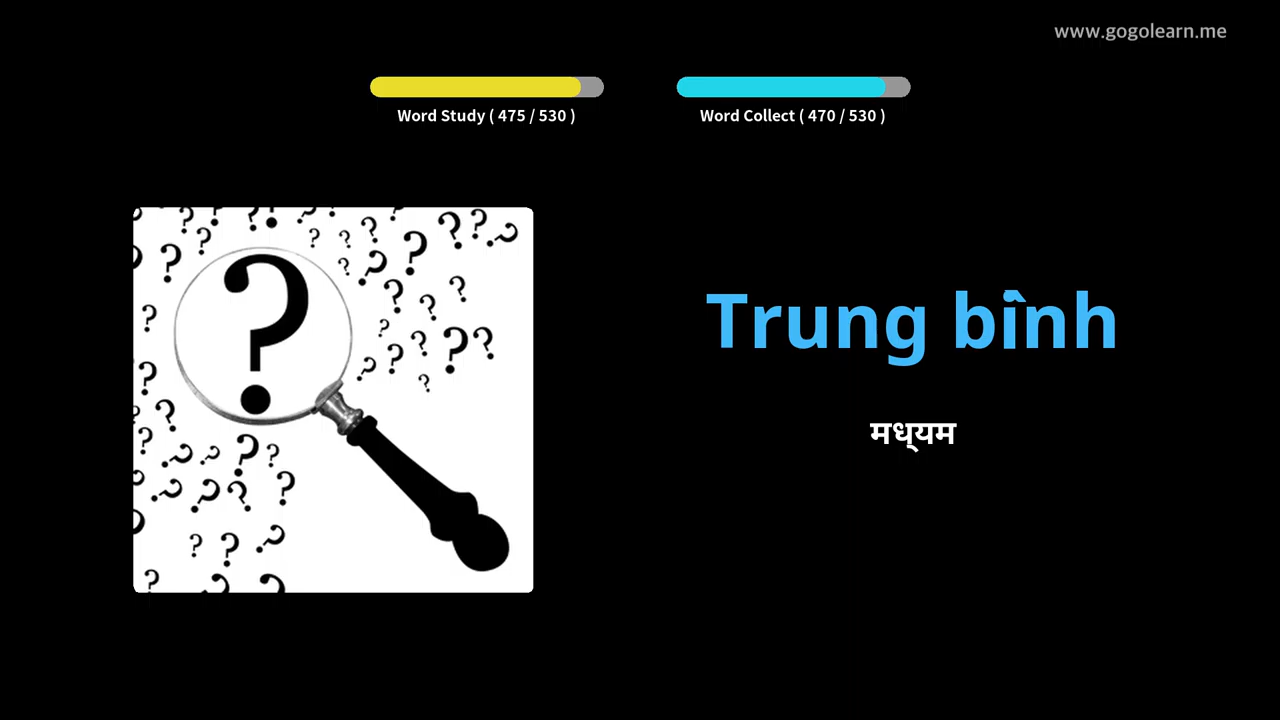 www.gogolearn.me
Word Study ( 475 / 530 )
Word Collect ( 470 / 530 )
Trung bình
मध्यम